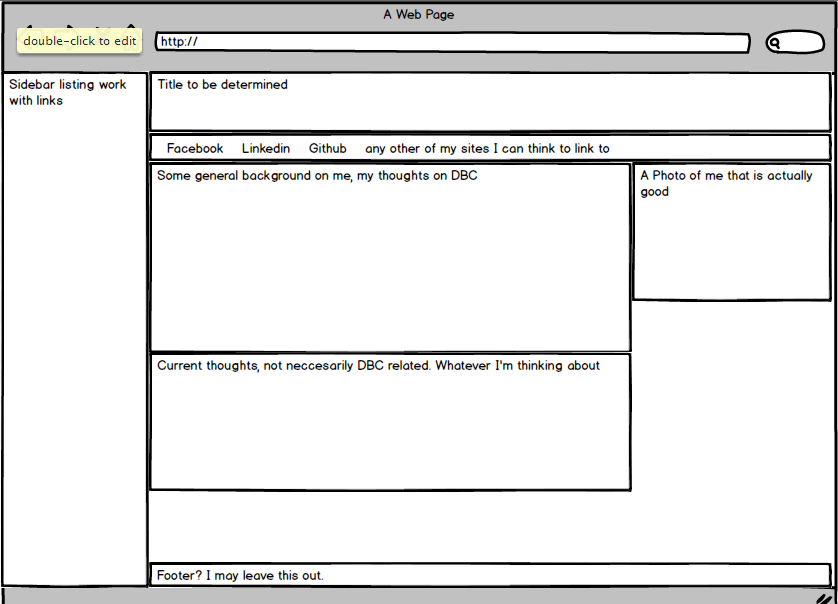 A Web Page
double-click to edit
http://
Sidebar listing work
with links
Title to be determined
Facebook Linkedin Github any other of my sites I can think to link to
Some general background on me, my thoughts on DBC
A Photo of me that is actually
good
Current thoughts, not neccesarily DBC related. Whatever I'm thinking about
Footer? I may leave this out.